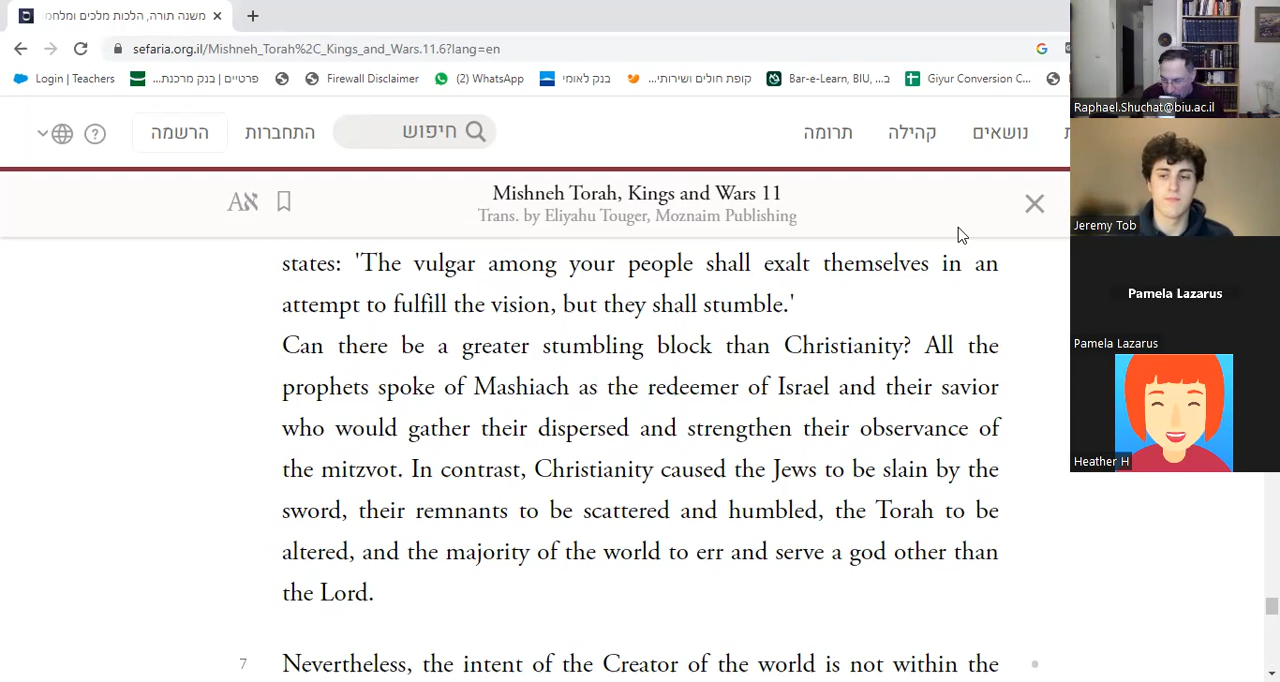 משנה תורה, הלכות מלכים ומלחמ
sefaria.org.il/Mishneh_Torah%2C_Kings_and_Wars.11.6?lang=en
Login | Teachers
פרטיים | בנק מרכנת...
Firewall Disclaimer
(2) WhatsApp
בנק לאומי
קופת חולים ושירותי...
Bar-e-Learn, BIU, ...ב
Giyur Conversion C...
הרשמה
התחברות
חיפוש
תרומה
קהילה
נושאים
Mishneh Torah, Kings and Wars 11
Trans. by Eliyahu Touger, Moznaim Publishing
states: 'The vulgar among your people shall exalt themselves in an
attempt to fulfill the vision, but they shall stumble.'
Can there be a greater stumbling block than Christianity? All the
prophets spoke of Mashiach as the redeemer of Israel and their savior
who would gather their dispersed and strengthen their observance of
the mitzvot. In contrast, Christianity caused the Jews to be slain by the
sword, their remnants to be scattered and humbled, the Torah to be
altered, and the majority of the world to err and serve a god other than
the Lord.
7 Nevertheless, the intent of the Creator of the world is not within the
Raphael.Shuchat@biu.ac.il
Jeremy Tob
Pamela Lazarus
Pamela Lazarus
Heather H